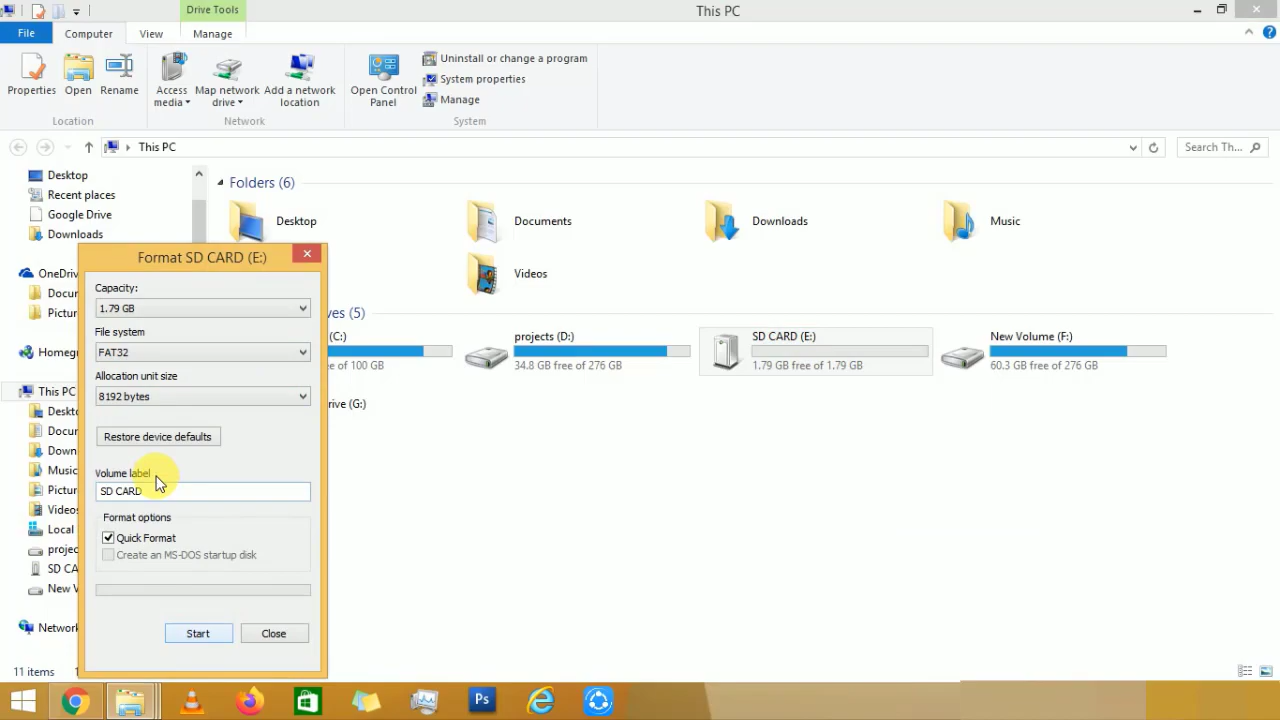 Drive Tools
This PC
File
Computer
View
Manage
Properties
Open
Rename
Access media
Map network drive
Add a network location
Open Control Panel
Uninstall or change a program
System properties
Manage
Location
Network
System
This PC
Search Th...
Desktop
Recent places
Google Drive
Downloads
OneDriv
Docum
Pictur
Homegr
This PC
Deskto
Docum
Down
Music
Pictur
Videos
Local
projec
SD CA
New V
Network
Folders (6)
Desktop
Documents
Downloads
Music
Videos
ves (5)
(C:)
ee of 100 GB
projects (D:)
34.8 GB free of 276 GB
SD CARD (E:)
1.79 GB free of 1.79 GB
New Volume (F:)
60.3 GB free of 276 GB
rive (G:)
Format SD CARD (E:)
Capacity:
1.79 GB
File system
FAT32
Allocation unit size
8192 bytes
Restore device defaults
Volume label
SD CARD
Format options
Quick Format
Create an MS-DOS startup disk
Start
Close
11 items
Ps